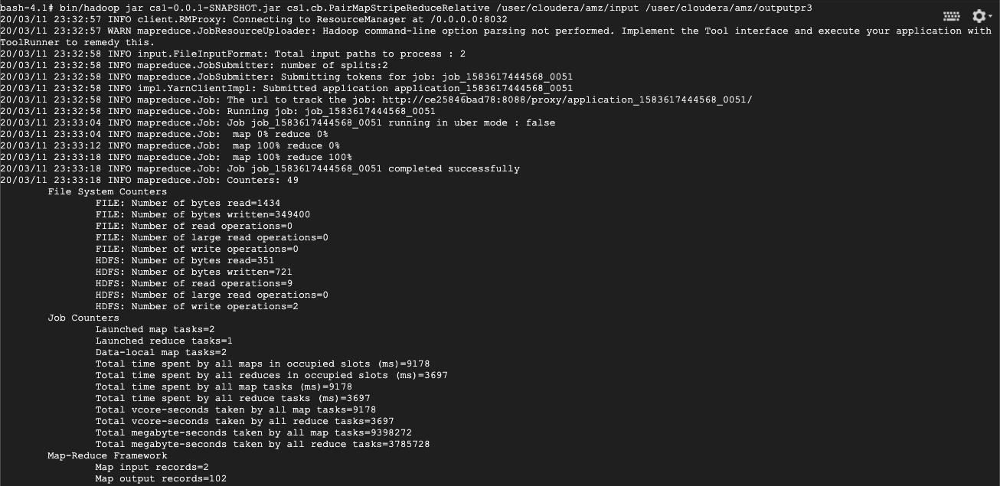 bash-4.1# bin/hadoop jar cs1-0.0.1-SNAPSHOT.jar cs1.cb.PairMapStripeReduceRelative /user/cloudera/amz/input /user/cloudera/amz/outputpr3
20/03/11 23:32:57 INFO client.RMProxy: Connecting to ResourceManager at /0.0.0.0:8032
20/03/11 23:32:57 WARN mapreduce.JobResourceUploader: Hadoop command-line option parsing not performed. Implement the Tool interface and execute your application with
ToolRunner to remedy this.
20/03/11 23:32:58 INFO input.FileInputFormat: Total input paths to process : 2
20/03/11 23:32:58 INFO mapreduce.JobSubmitter: number of splits:2
20/03/11 23:32:58 INFO mapreduce.JobSubmitter: Submitting tokens for job: job_1583617444568_0051
20/03/11 23:32:58 INFO impl.YarnClientImpl: Submitted application application_1583617444568_0051
20/03/11 23:32:58 INFO mapreduce.Job: The url to track the job: http://ce25846bad78:8088/proxy/application_1583617444568_0051/
20/03/11 23:32:58 INFO mapreduce.Job: Running job: job_1583617444568_0051
20/03/11 23:33:04 INFO mapreduce.Job: Job job_1583617444568_0051 running in uber mode : false
20/03/11 23:33:04 INFO mapreduce.Job:  map 0% reduce 0%
20/03/11 23:33:12 INFO mapreduce.Job:  map 100% reduce 0%
20/03/11 23:33:18 INFO mapreduce.Job:  map 100% reduce 100%
20/03/11 23:33:18 INFO mapreduce.Job: Job job_1583617444568_0051 completed successfully
20/03/11 23:33:18 INFO mapreduce.Job: Counters: 49
File System Counters
FILE: Number of bytes read=1434
FILE: Number of bytes written=349400
FILE: Number of read operations=0
FILE: Number of large read operations=0
FILE: Number of write operations=0
HDFS: Number of bytes read=351
HDFS: Number of bytes written=721
HDFS: Number of read operations=9
HDFS: Number of large read operations=0
HDFS: Number of write operations=2
Job Counters
Launched map tasks=2
Launched reduce tasks=1
Data-local map tasks=2
Total time spent by all maps in occupied slots (ms)=9178
Total time spent by all reduces in occupied slots (ms)=3697
Total time spent by all map tasks (ms)=9178
Total time spent by all reduce tasks (ms)=3697
Total vcore-seconds taken by all map tasks=9178
Total vcore-seconds taken by all reduce tasks=3697
Total megabyte-seconds taken by all map tasks=9398272
Total megabyte-seconds taken by all reduce tasks=3785728
Map-Reduce Framework
Map input records=2
Map output records=102